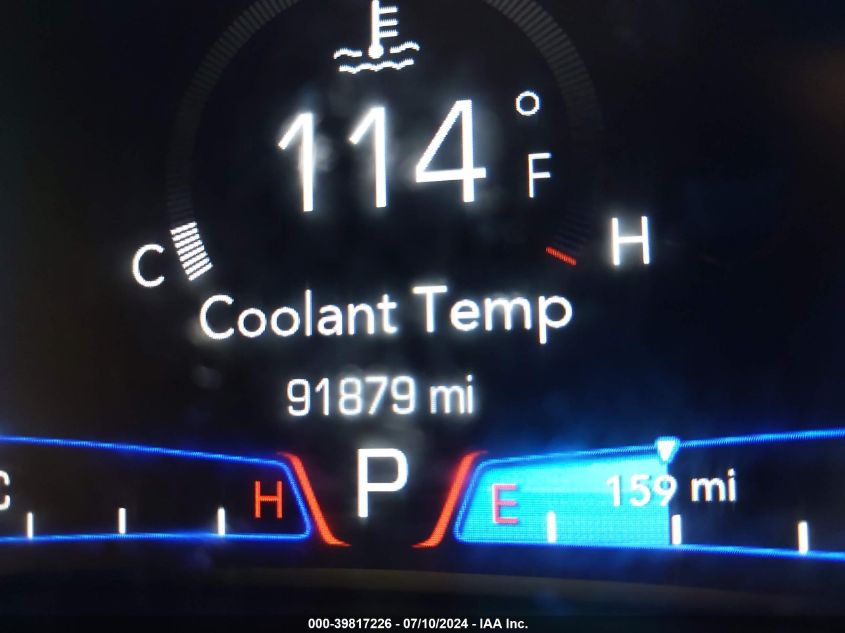 114 °F
C
H
Coolant Temp
91879 mi
C
H
P
E
159 mi
000-39817226 - 07/10/2024 - IAA Inc.